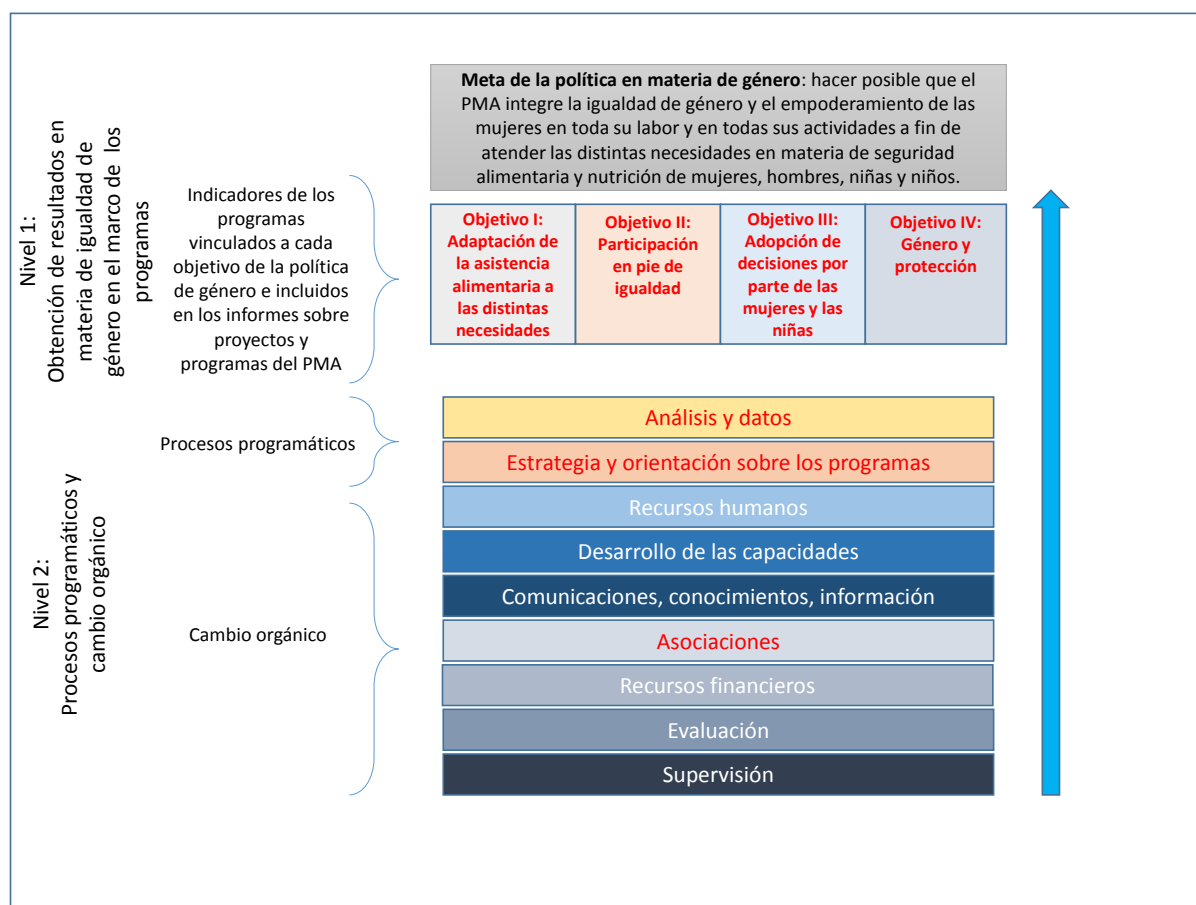 Meta de la política en materia de género: hacer posible que el
PMA integre la igualdad de género y el empoderamiento de las
mujeres en toda su labor y en todas sus actividades a fin de
atender las distintas necesidades en materia de seguridad
alimentaria y nutrición de mujeres, hombres, niñas y niños.
Nivel 1:
Obtención de resultados en
materia de igualdad de
género en el marco de los
programas
Indicadores de los
programas
vinculados a cada
objetivo de la política
de género e incluidos
en los informes sobre
proyectos y
programas del PMA
Objetivo I:
Adaptación de
la asistencia
alimentaria a
las distintas
necesidades
Objetivo II:
Participación
en pie de
igualdad
Objetivo III:
Adopción de
decisiones por
parte de las
mujeres y las
niñas
Objetivo IV:
Género y
protección
Nivel 2:
Procesos programáticos y
cambio orgánico
Procesos programáticos
Análisis y datos
Estrategia y orientación sobre los programas
Cambio orgánico
Recursos humanos
Desarrollo de las capacidades
Comunicaciones, conocimientos, información
Asociaciones
Recursos financieros
Evaluación
Supervisión